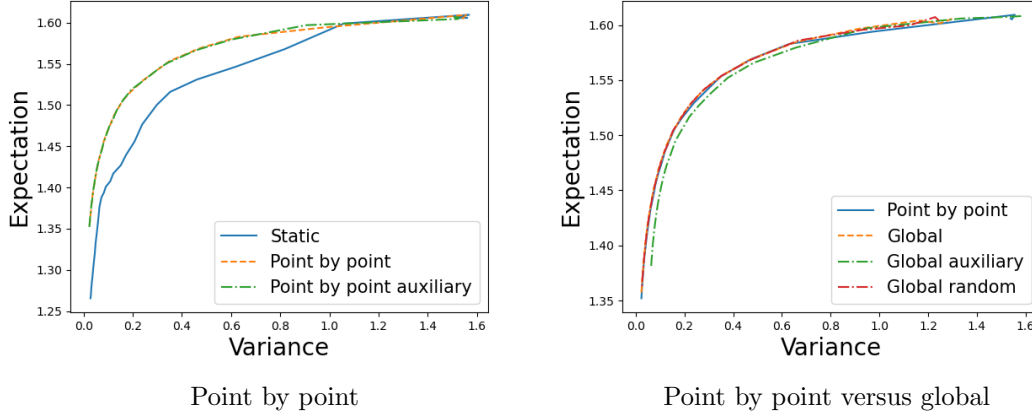 1.60
1.55
1.50
1.45
1.40
1.35
1.30
1.25
Expectation
Static
Point by point
Point by point auxiliary
0.0 0.2 0.4 0.6 0.8 1.0 1.2 1.4 1.6
Variance
Point by point
1.60
1.55
1.50
1.45
1.40
1.35
Expectation
Point by point
Global
Global auxiliary
Global random
0.0 0.2 0.4 0.6 0.8 1.0 1.2 1.4 1.6
Variance
Point by point versus global